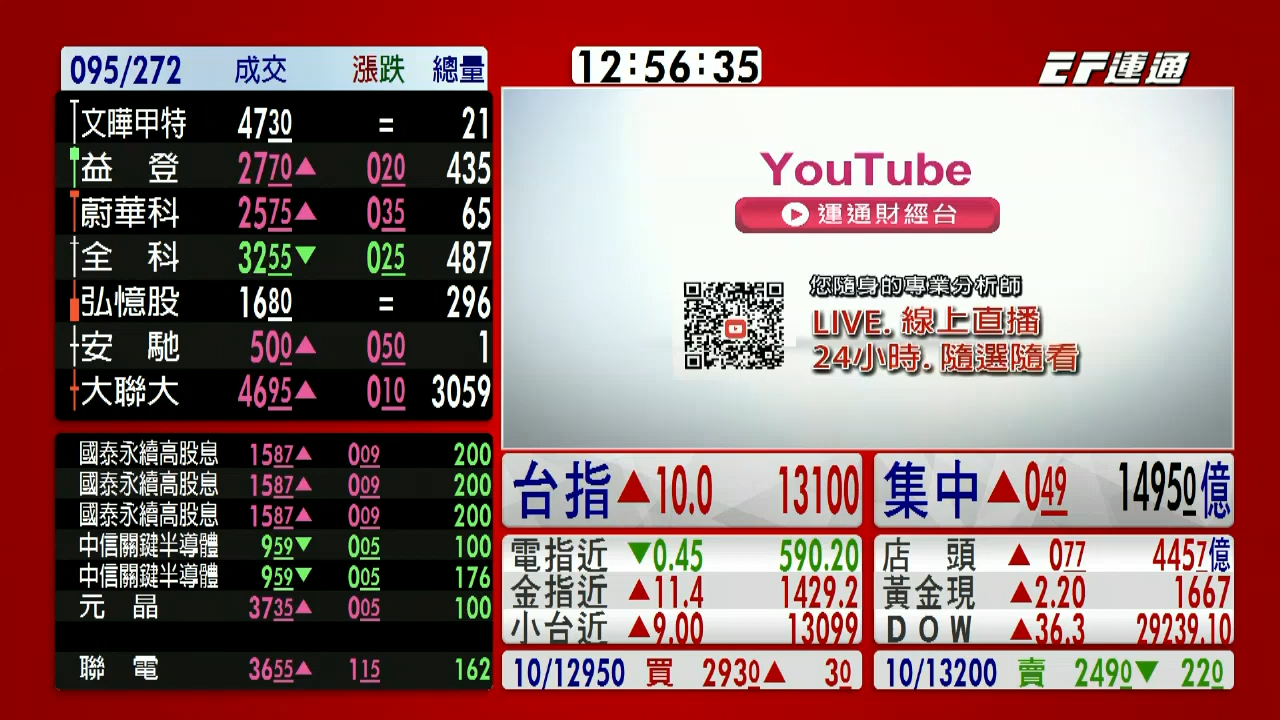 095/272 成交 漲跌 總量
文曄甲特 4730 = 21
益登 2770▲ 020 435
蔚華科 2575▲ 035 65
全科 3255▼ 025 487
弘憶股 1680 = 296
安馳 500▲ 050 1
大聯大 4695▲ 010 3059
國泰永續高股息 1587▲ 009 200
國泰永續高股息 1587▲ 009 200
國泰永續高股息 1587▲ 009 200
中信關鍵半導體 959▼ 005 100
中信關鍵半導體 959▼ 005 176
元晶 3735▲ 005 100
聯電 3655▲ 115 162
12:56:35
EF運通
YouTube
運通財經台
您隨身的專業分析師
LIVE. 線上直播
24小時. 隨選隨看
台指▲10.0 13100
集中▲049 14950億
電指近▼0.45 590.20
金指近▲11.4 1429.2
小台近▲9.00 13099
店頭▲077 4457億
黃金現▲2.20 1667
DOW▲36.3 29239.10
10/12950 買 2930▲ 30
10/13200 賣 2490▼ 220